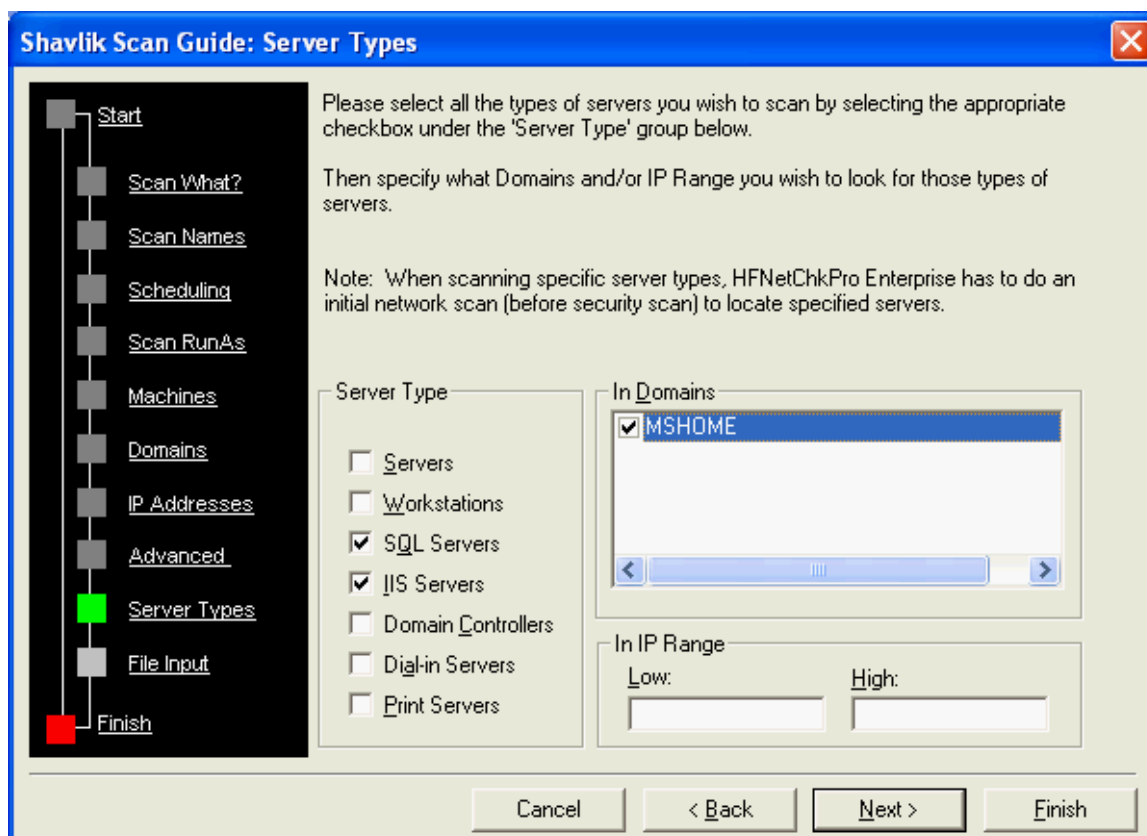 Shavlik Scan Guide: Server Types
Start
Scan What?
Scan Names
Scheduling
Scan RunAs
Machines
Domains
IP Addresses
Advanced
Server Types
File Input
Finish
Please select all the types of servers you wish to scan by selecting the appropriate
checkbox under the 'Server Type' group below.
Then specify what Domains and/or IP Range you wish to look for those types of
servers.
Note: When scanning specific server types, HFNetChkPro Enterprise has to do an
initial network scan (before security scan) to locate specified servers.
Server Type
Servers
Workstations
SQL Servers
IIS Servers
Domain Controllers
Dial-in Servers
Print Servers
In Domains
MSHOME
In IP Range
Low:
High:
Cancel
< Back
Next >
Finish